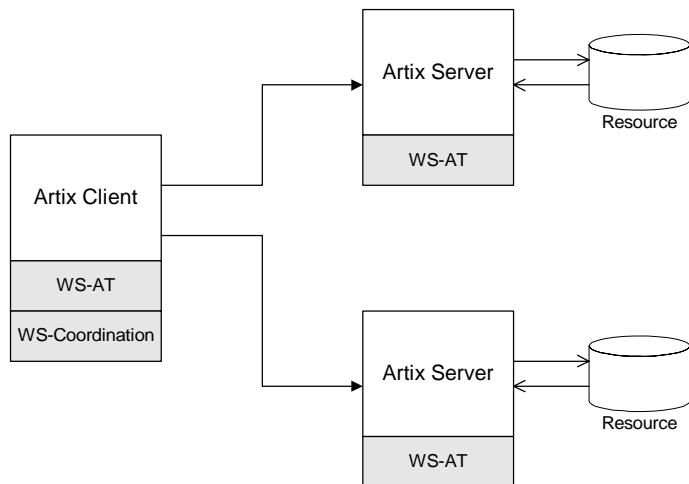 Artix Server
WS-AT
Resource
Artix Client
WS-AT
WS-Coordination
Artix Server
WS-AT
Resource